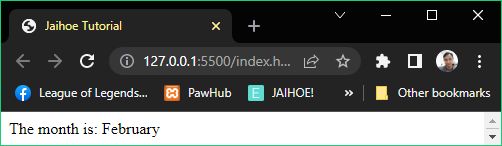 Jaihoe Tutorial
127.0.0.1:5500/index.h...
League of Legends... PawHub JAIHOE! » Other bookmarks
The month is: February